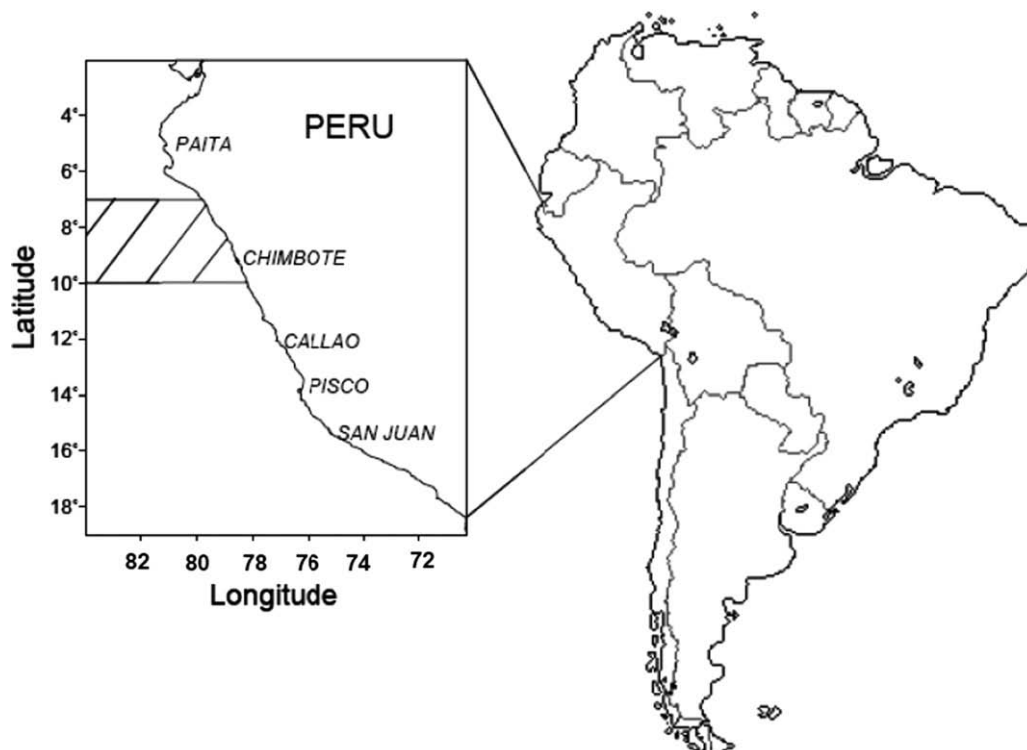 PERU
4°
PAITA
6°
8°
CHIMBOTE
10°
12°
CALLAO
PISCO
14°
SAN JUAN
16°
18°
Latitude
82 80 78 76 74 72
Longitude